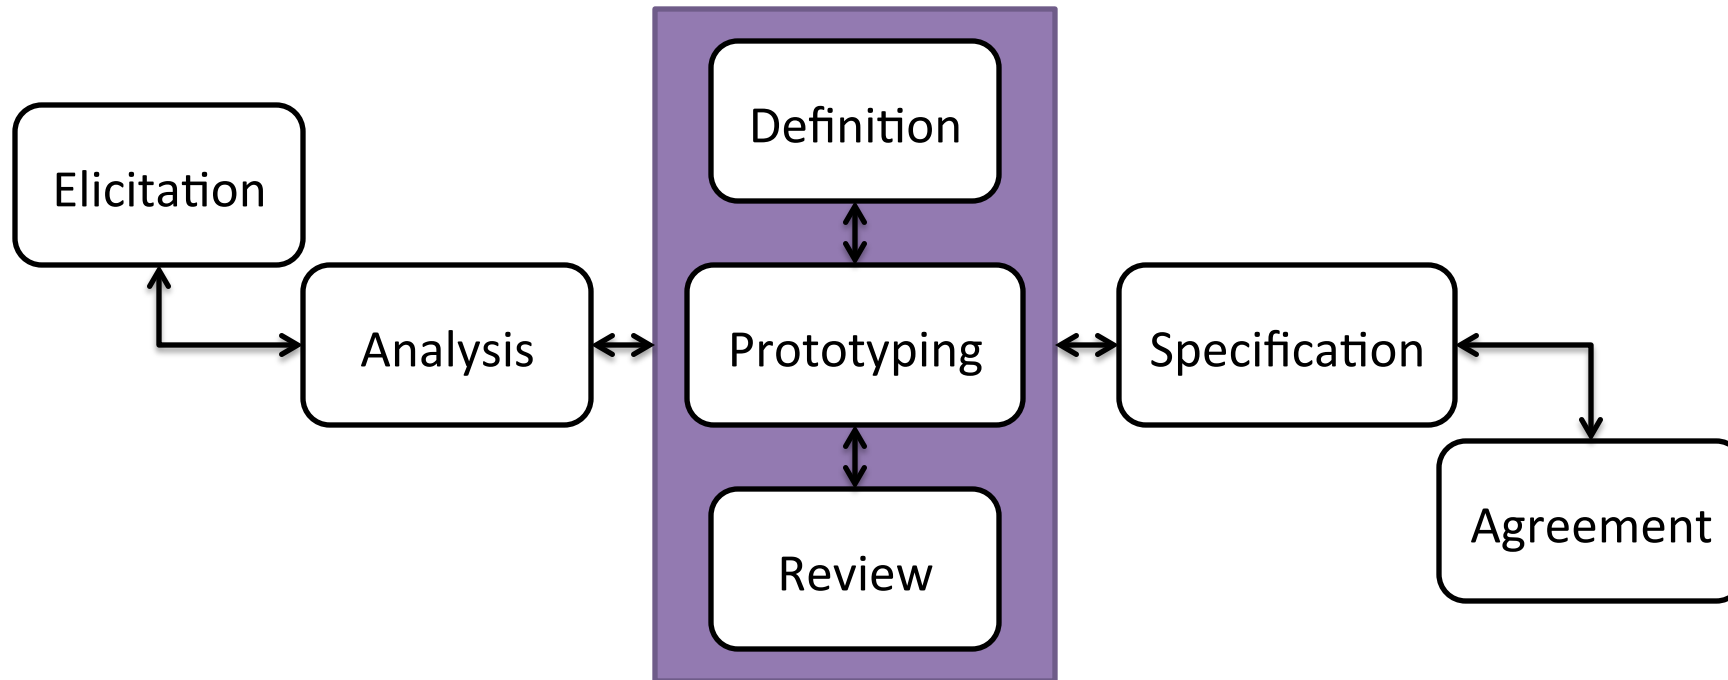 Elicitation
Analysis
Definition
Prototyping
Review
Specification
Agreement